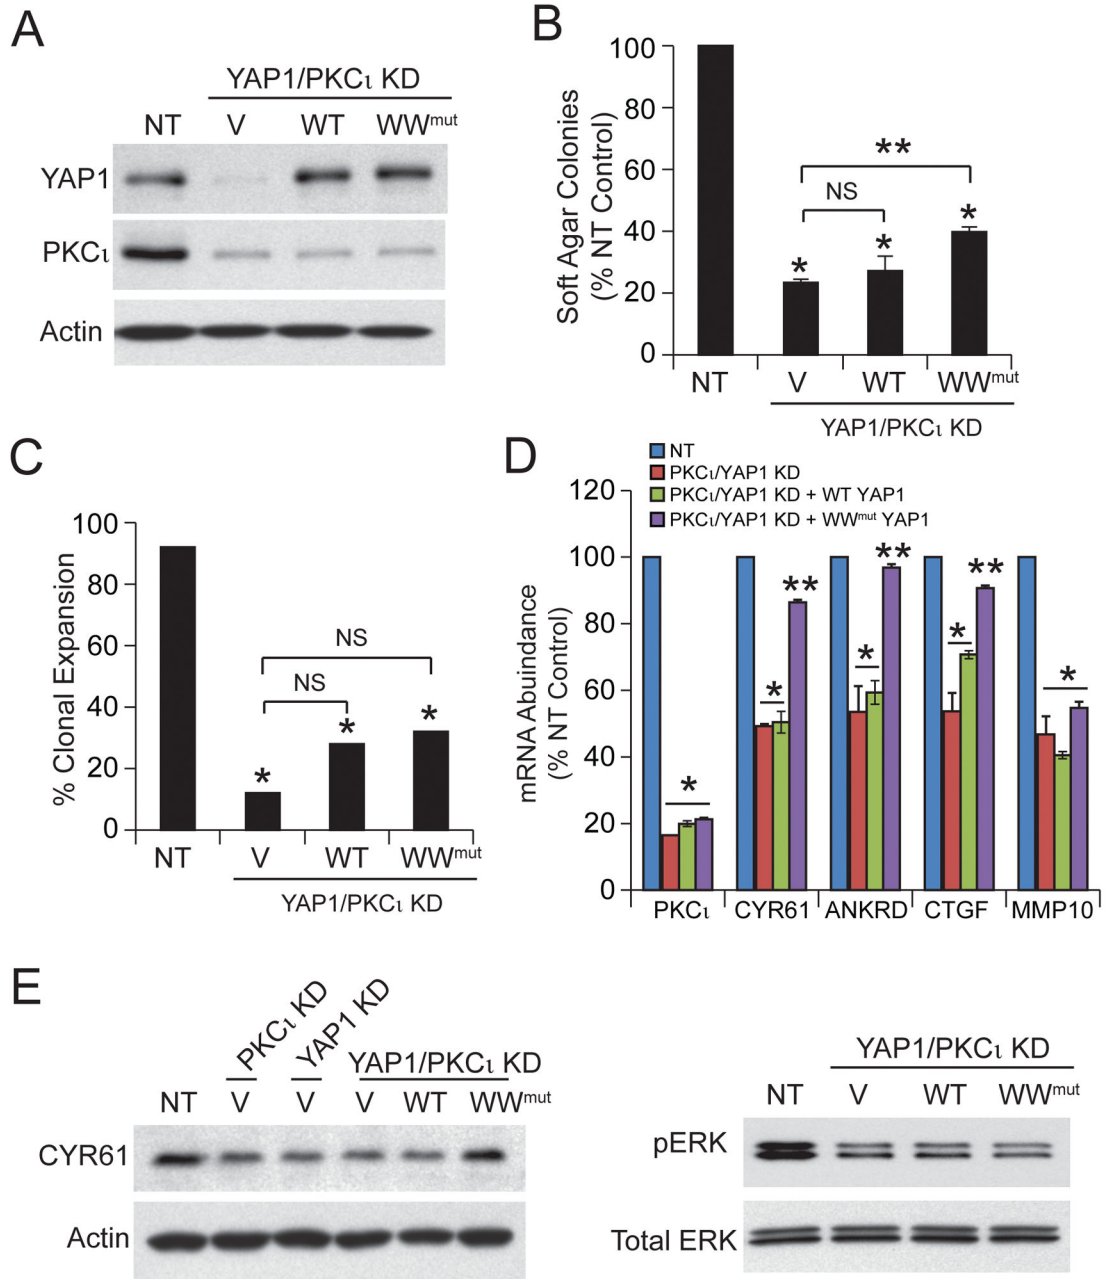 A
YAP1/PKCι KD
NT V WT WWmut
YAP1
PKCι
Actin
B
Soft Agar Colonies
(% NT Control)
100
80
60
40
20
0
**
NS
* * *
NT V WT WWmut
YAP1/PKCι KD
C
% Clonal Expansion
100
80
60
40
20
0
NS
NS
* * *
NT V WT WWmut
YAP1/PKCι KD
D
NT
PKCι/YAP1 KD
PKCι/YAP1 KD + WT YAP1
PKCι/YAP1 KD + WWmut YAP1
mRNA Abuindance
(% NT Control)
120
100
80
60
40
20
0
* * ** * ** * ** *
PKCι CYR61 ANKRD CTGF MMP10
E
PKCι KD
YAP1 KD
YAP1/PKCι KD
NT V V V WT WWmut
CYR61
Actin
YAP1/PKCι KD
NT V WT WWmut
pERK
Total ERK